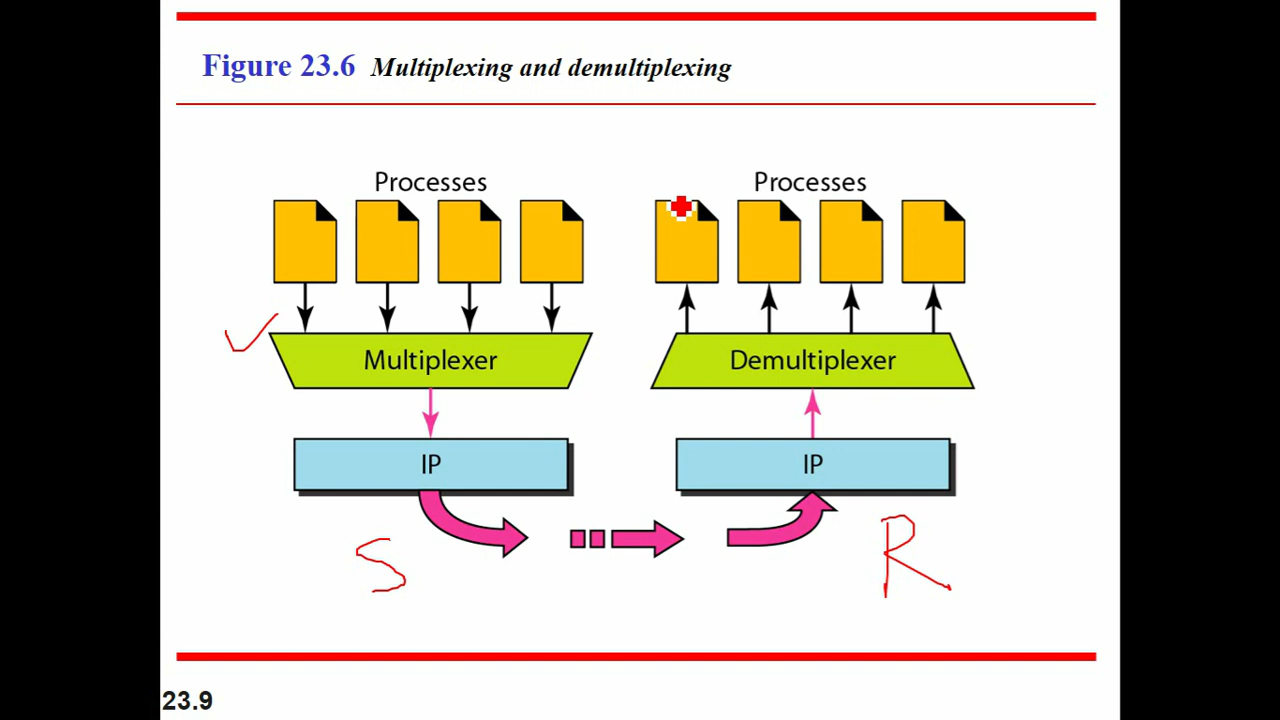 Figure 23.6 Multiplexing and demultiplexing
Processes
Processes
Multiplexer
Demultiplexer
IP
IP
S
R
23.9